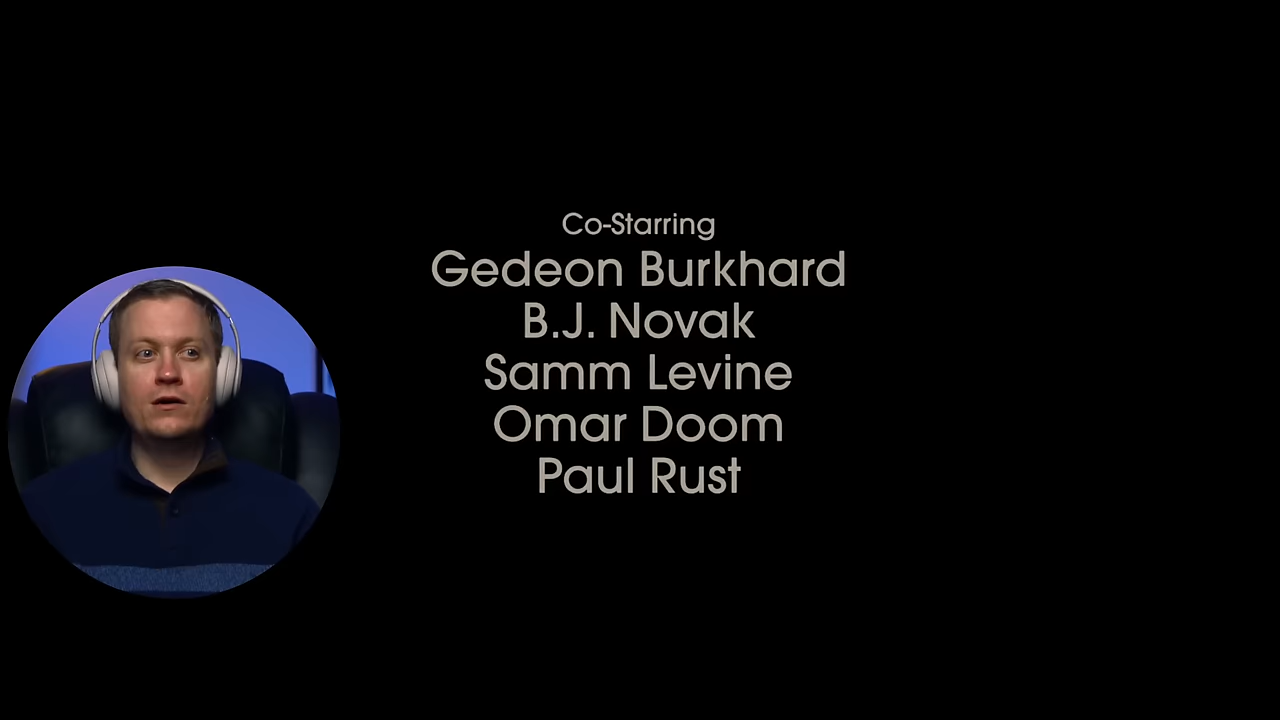 Co-Starring
Gedeon Burkhard
B.J. Novak
Samm Levine
Omar Doom
Paul Rust